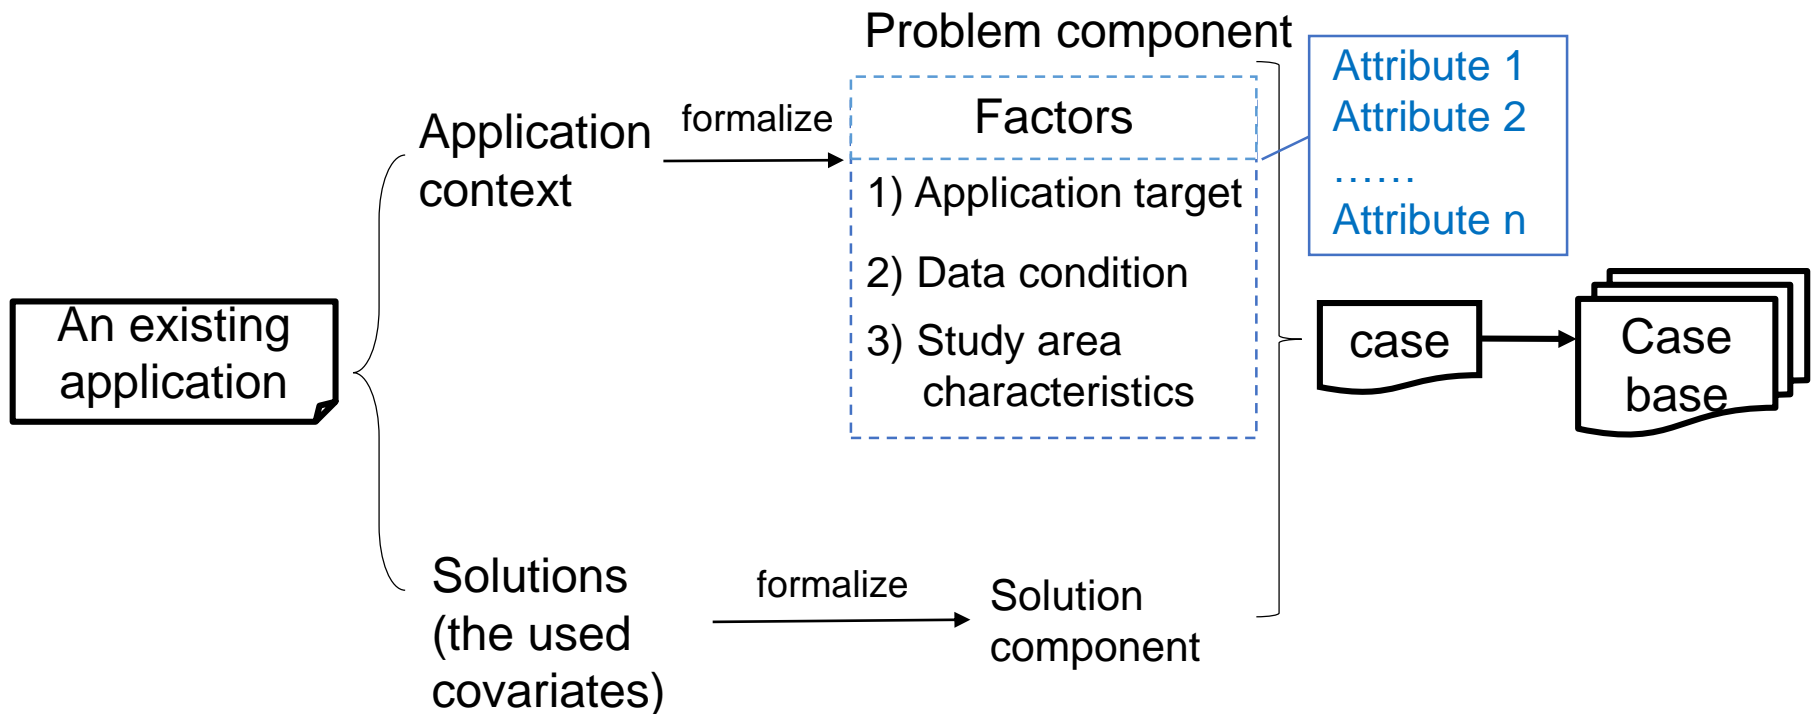 Problem component
An existing
application
Application
context
formalize
Factors
1) Application target
2) Data condition
3) Study area
characteristics
Attribute 1
Attribute 2
......
Attribute n
Solutions
(the used
covariates)
formalize
Solution
component
case
Case
base